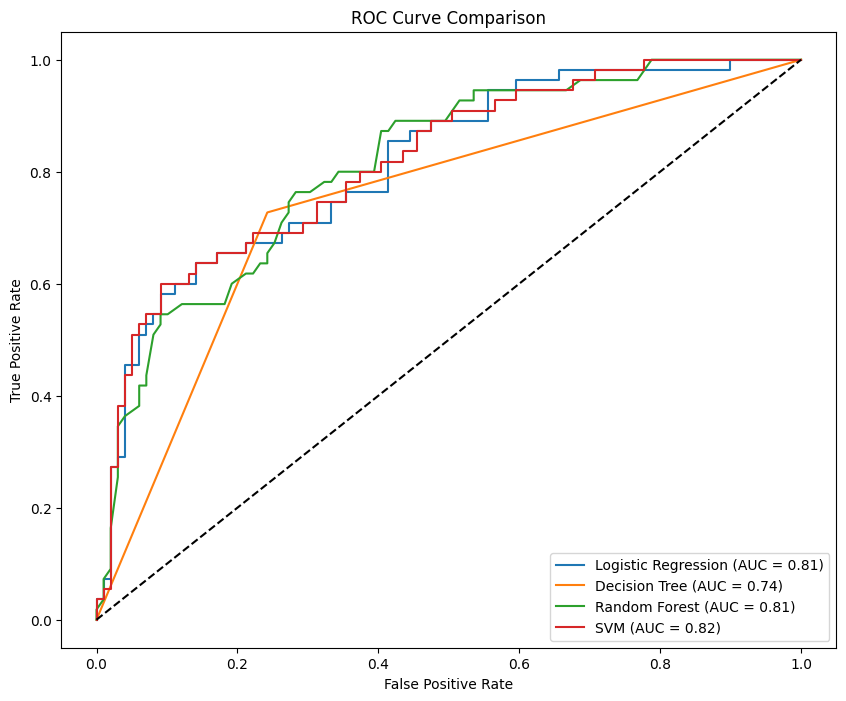 ROC Curve Comparison
True Positive Rate
1.0
0.8
0.6
0.4
0.2
0.0
0.0 0.2 0.4 0.6 0.8 1.0
False Positive Rate
Logistic Regression (AUC = 0.81)
Decision Tree (AUC = 0.74)
Random Forest (AUC = 0.81)
SVM (AUC = 0.82)